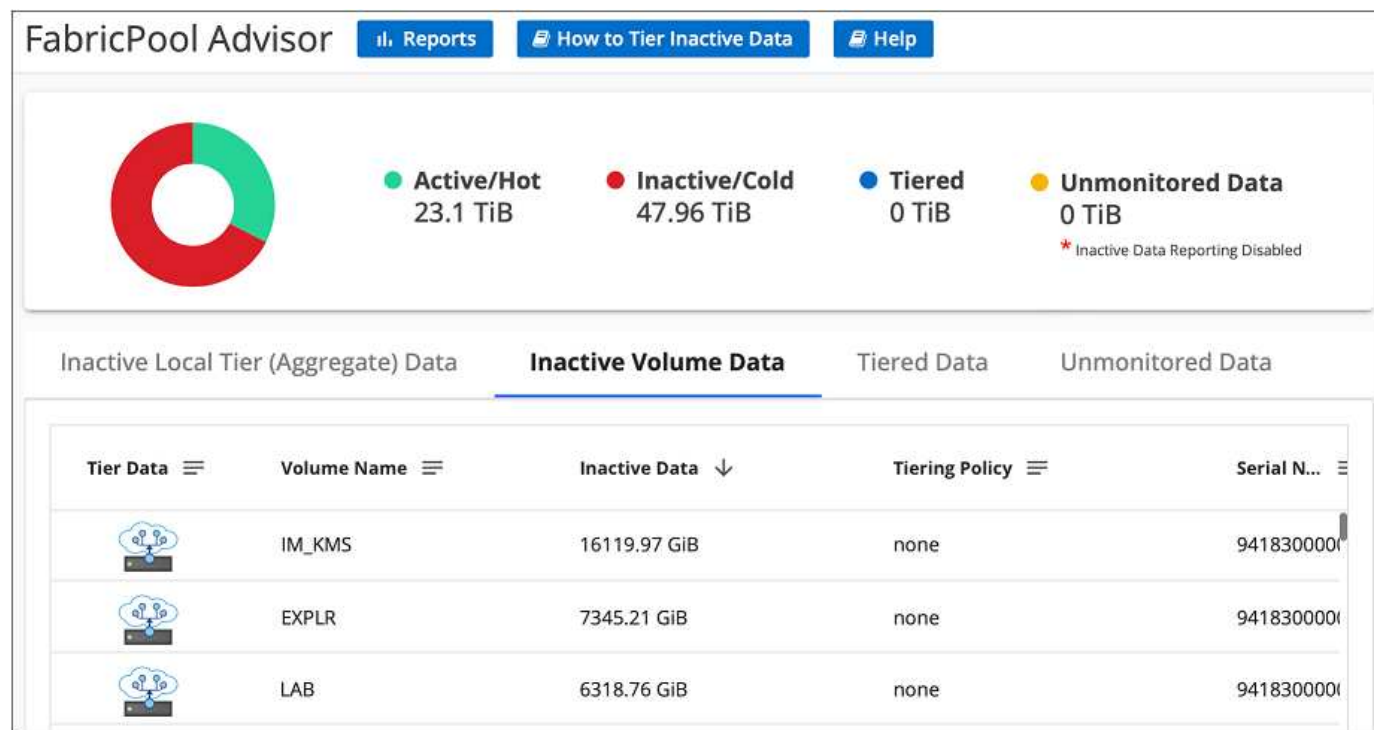 FabricPool Advisor Reports How to Tier Inactive Data Help
Active/Hot Inactive/Cold Tiered Unmonitored Data
23.1 TiB 47.96 TiB 0 TiB 0 TiB
* Inactive Data Reporting Disabled
Inactive Local Tier (Aggregate) Data Inactive Volume Data Tiered Data Unmonitored Data
Tier Data Volume Name Inactive Data Tiering Policy Serial N...
IM_KMS 16119.97 GiB none 9418300000
EXPLR 7345.21 GiB none 9418300000
LAB 6318.76 GiB none 9418300000